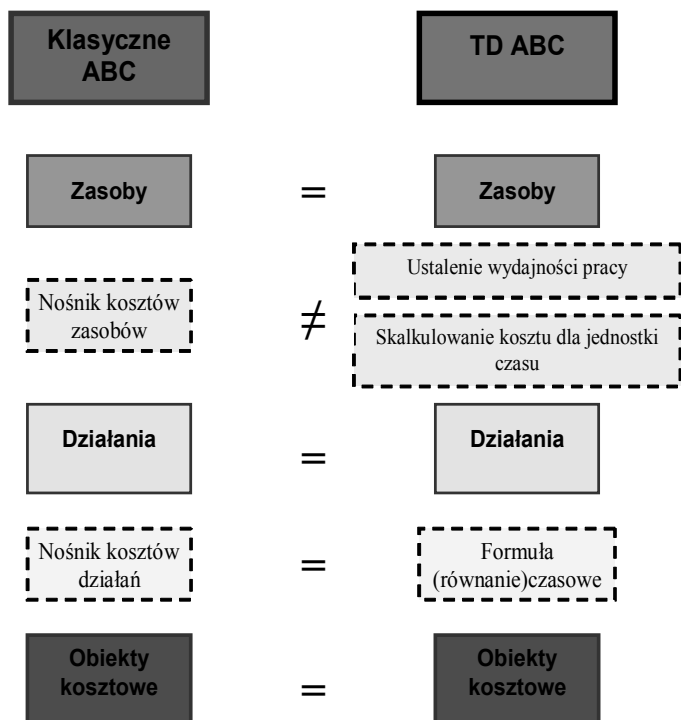 Klasyczne
ABC
TD ABC
Zasoby
=
Zasoby
Nośnik kosztów
zasobów
≠
Ustalenie wydajności pracy
Skalkulowanie kosztu dla jednostki
czasu
Działania
=
Działania
Nośnik kosztów
działań
=
Formuła
(równanie)czasowe
Obiekty
kosztowe
=
Obiekty
kosztowe